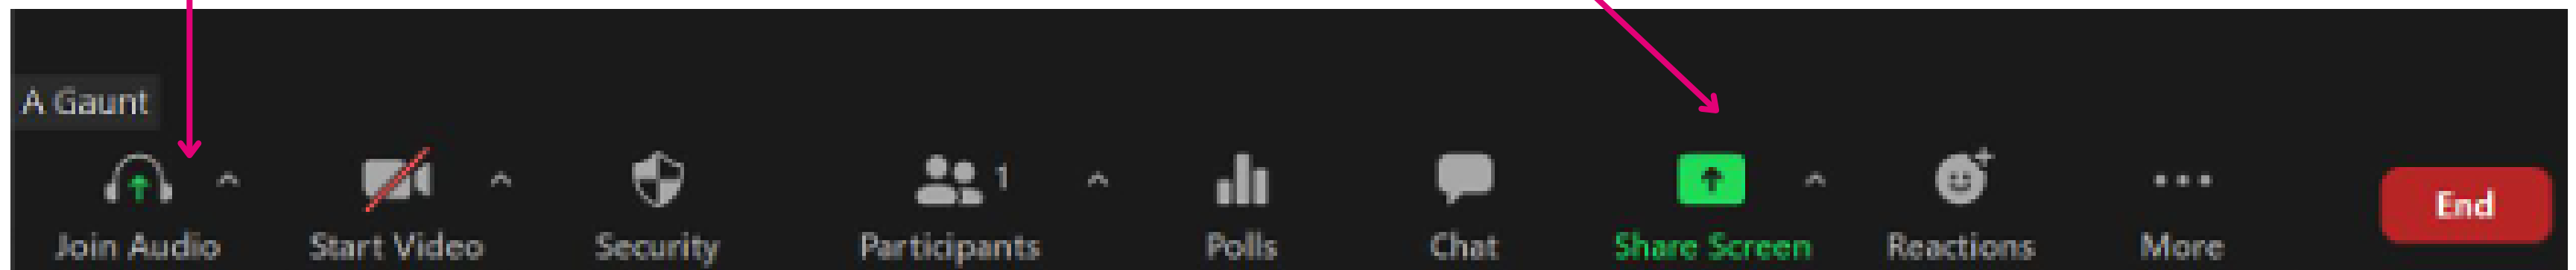 A Gaunt
1
Join Audio Start Video Security Participants Polls Chat Share Screen Reactions More End